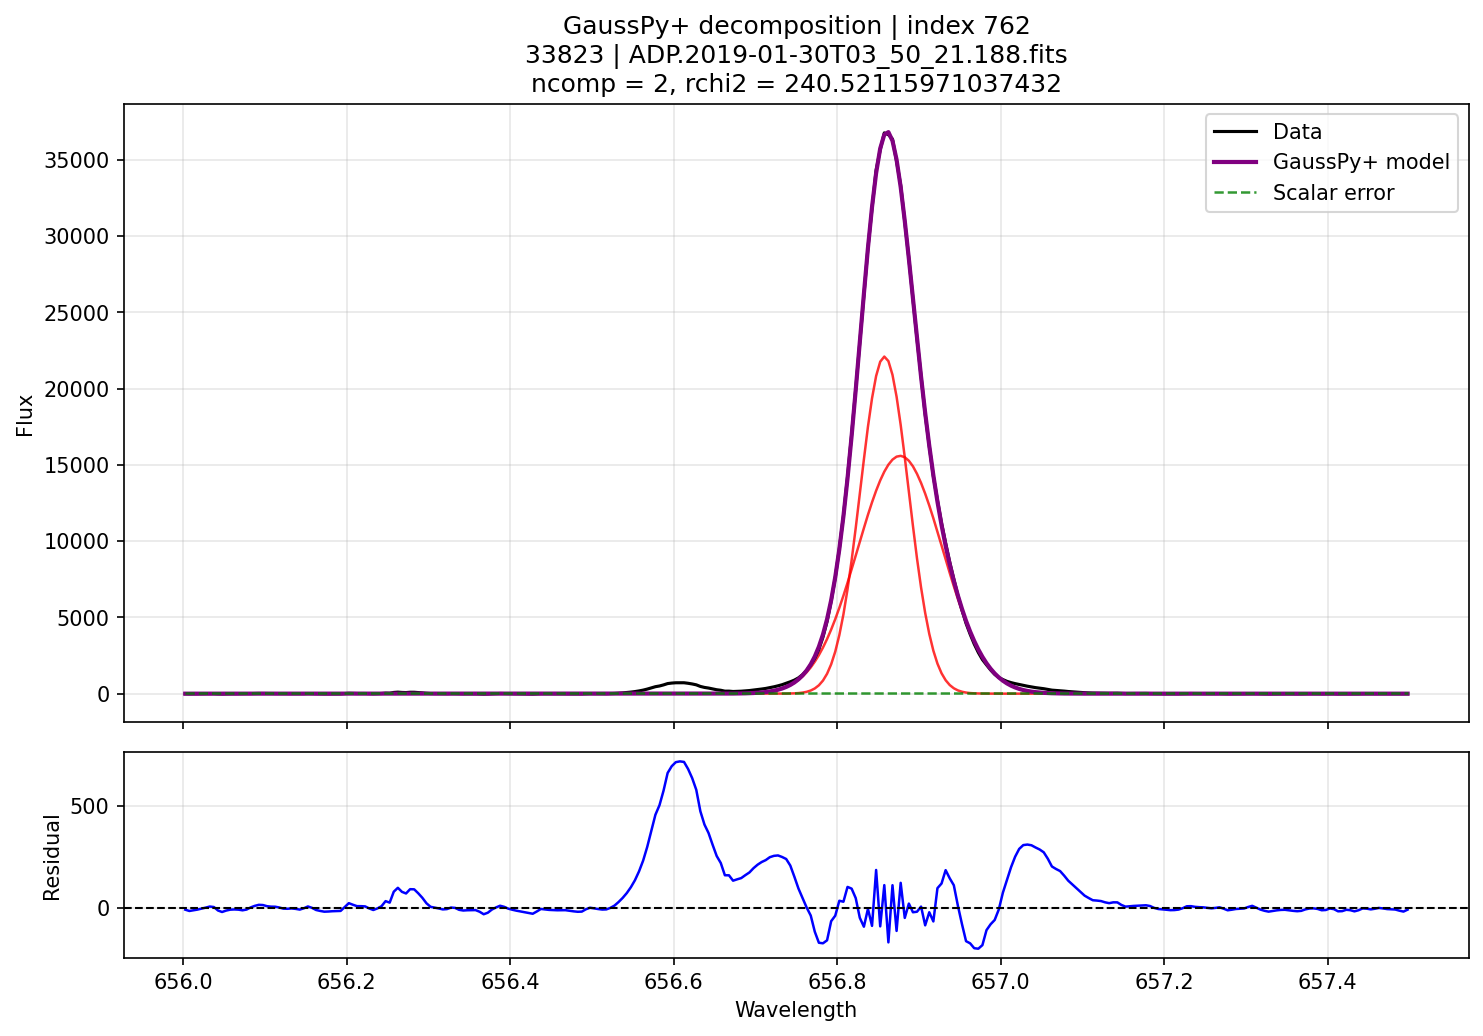 GaussPy+ decomposition | index 762
33823 | ADP.2019-01-30T03_50_21.188.fits
ncomp = 2, rchi2 = 240.52115971037432
Data
GaussPy+ model
Scalar error
Flux
35000
30000
25000
20000
15000
10000
5000
0
Residual
500
0
656.0 656.2 656.4 656.6 656.8 657.0 657.2 657.4
Wavelength